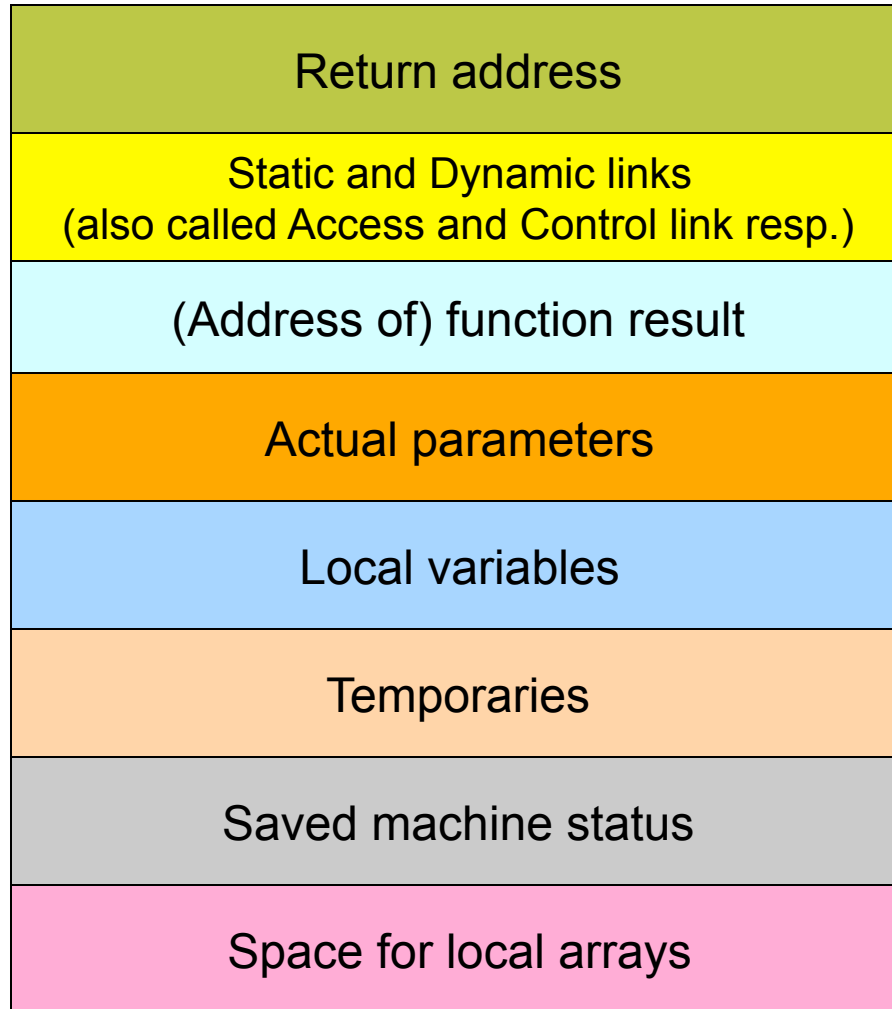 Return address
Static and Dynamic links
(also called Access and Control link resp.)
(Address of) function result
Actual parameters
Local variables
Temporaries
Saved machine status
Space for local arrays